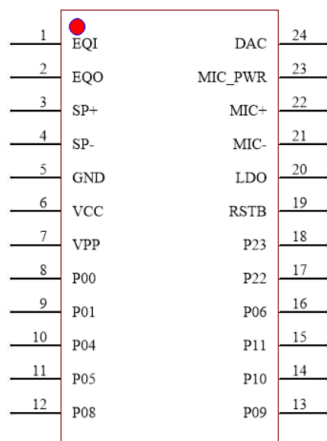 1 EQI DAC 24
2 EQO MIC_PWR 23
3 SP+ MIC+ 22
4 SP- MIC- 21
5 GND LDO 20
6 VCC RSTB 19
7 VPP P23 18
8 P00 P22 17
9 P01 P06 16
10 P04 P11 15
11 P05 P10 14
12 P08 P09 13